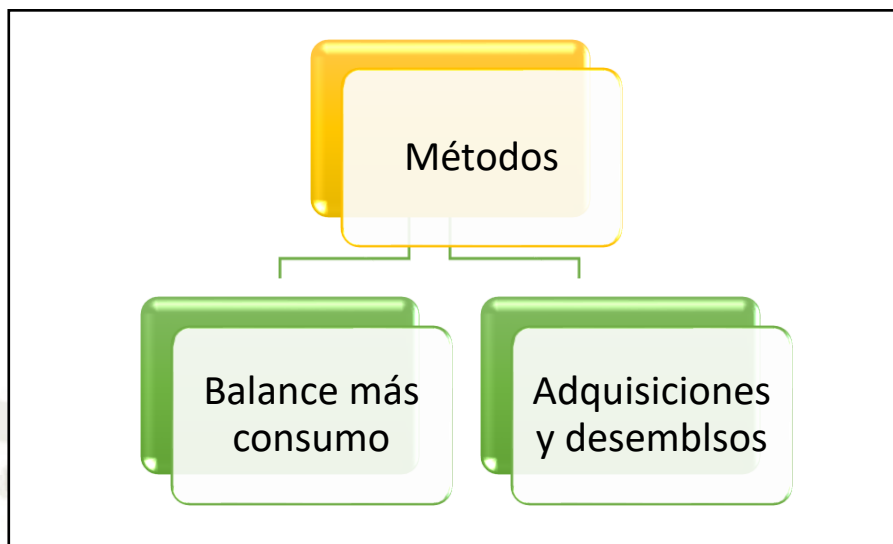 Métodos
Balance más
consumo
Adquisiciones
y desemblsos